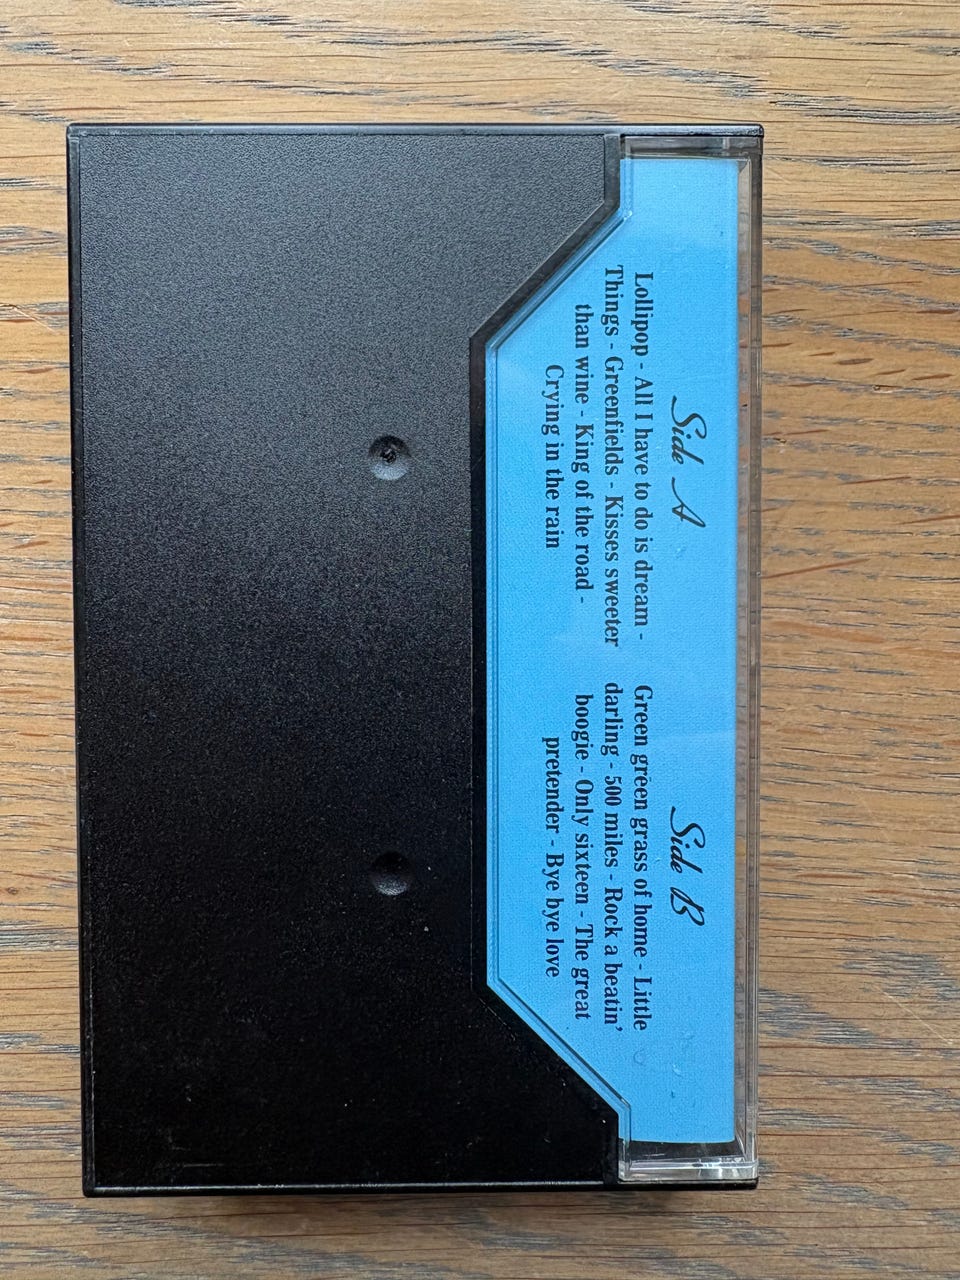 Side A
Lollipop - All I have to do is dream -
Things - Greenfields - Kisses sweeter
than wine - King of the road -
Crying in the rain
Side B
Green green grass of home - Little
darling - 500 miles - Rock a beatin'
boogie - Only sixteen - The great
pretender - Bye bye love